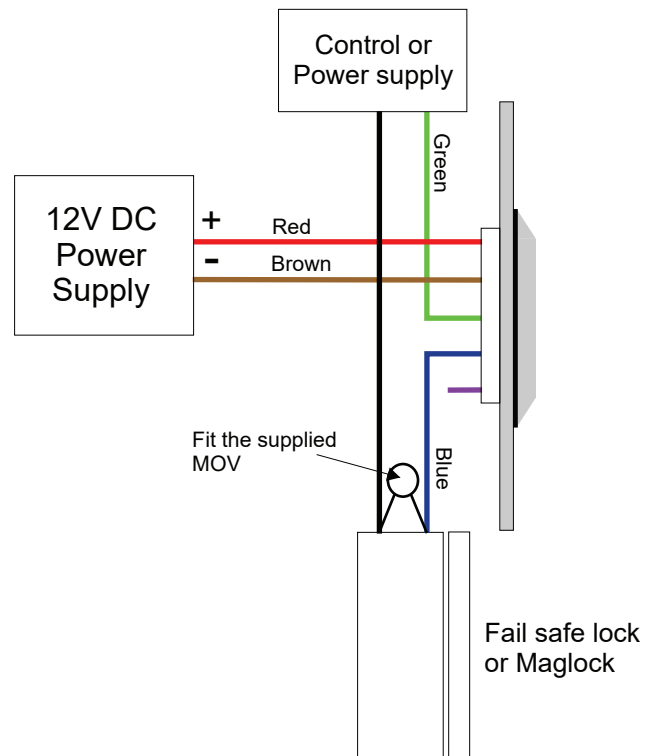 Control or
Power supply
Green
12V DC
Power
Supply
+
-
Red
Brown
Fit the supplied
MOV
Blue
Fail safe lock
or Maglock